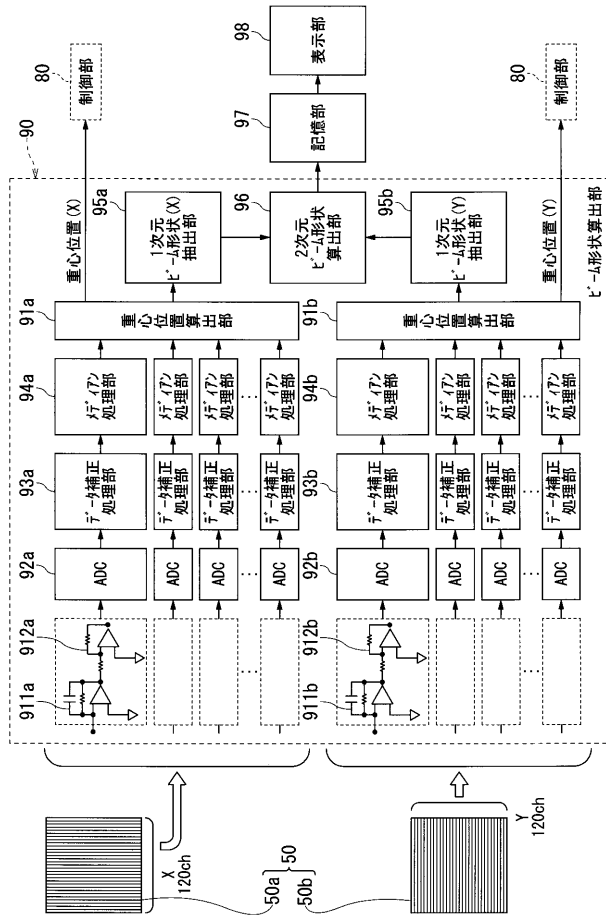 50a
50b
50
X
120ch
Y
120ch
90
911a
912a
92a
ADC
ADC
ADC
ADC
93a
データ補正
処理部
データ補正
処理部
データ補正
処理部
データ補正
処理部
94a
メディアン
処理部
メディアン
処理部
メディアン
処理部
メディアン
処理部
91a
重心位置算出部
重心位置(X)
80
制御部
95a
1次元
ビーム形状(X)
抽出部
96
2次元
ビーム形状
算出部
97
記憶部
98
表示部
95b
1次元
ビーム形状(Y)
抽出部
911b
912b
92b
ADC
ADC
ADC
ADC
93b
データ補正
処理部
データ補正
処理部
データ補正
処理部
データ補正
処理部
94b
メディアン
処理部
メディアン
処理部
メディアン
処理部
メディアン
処理部
91b
重心位置算出部
重心位置(Y)
80
制御部
ビーム形状算出部